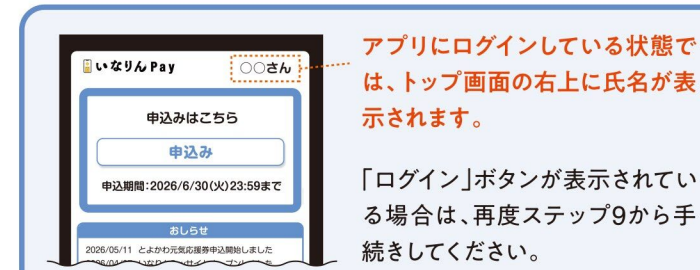 いなりんPay
○○さん
申込みはこちら
申込み
申込期間:2026/6/30(火)23:59まで
おしらせ
2026/05/11 とよかわ元気応援券申込開始しました
アプリにログインしている状態で
は、トップ画面の右上に氏名が表
示されます。
「ログイン」ボタンが表示されてい
る場合は、再度ステップ9から手
続きしてください。